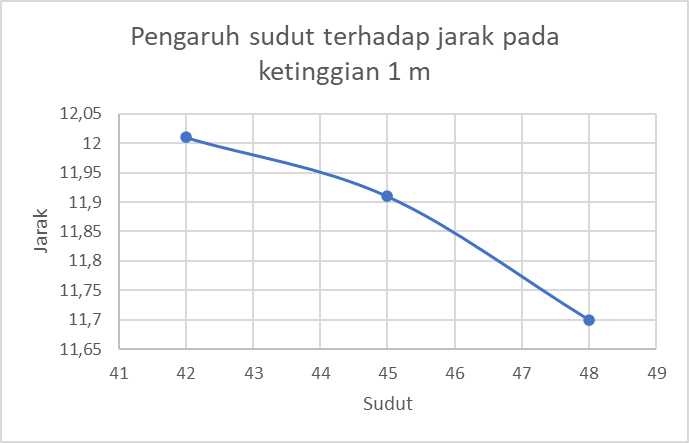 Pengaruh sudut terhadap jarak pada
ketinggian 1 m
12,05
12
11,95
11,9
11,85
11,8
11,75
11,7
11,65
Jarak
41 42 43 44 45 46 47 48 49
Sudut